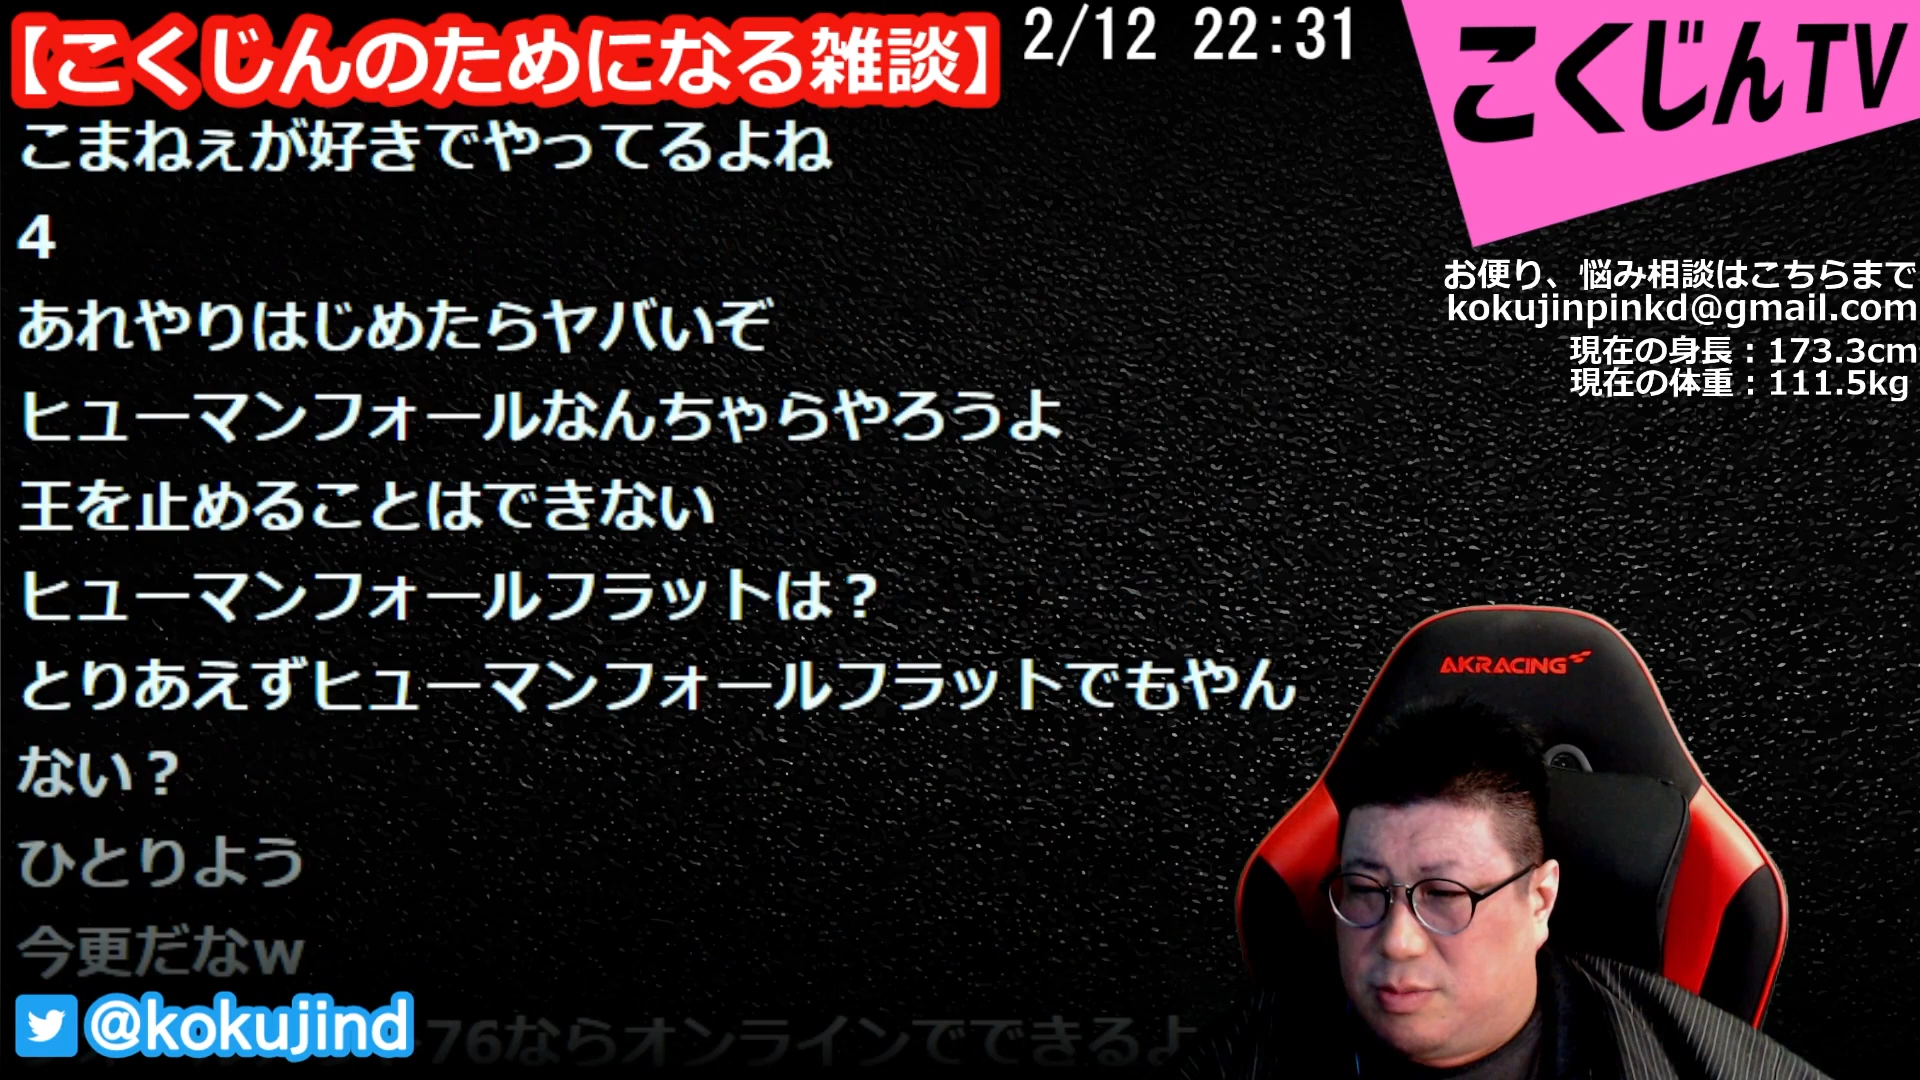 【こくじんのためになる雑談】
2/12 22:31
こくじんTV
お便り、悩み相談はこちらまで
kokujinpinkd@gmail.com
現在の身長：173.3cm
現在の体重：111.5kg
こまねぇが好きでやってるよね
4
あれやりはじめたらヤバいぞ
ヒューマンフォールなんちゃらやろうよ
王を止めることはできない
ヒューマンフォールフラットは？
とりあえずヒューマンフォールフラットでもやん
ない？
ひとりよう
今更だなw
76ならオンラインでできるよ
@kokujind
AKRACING